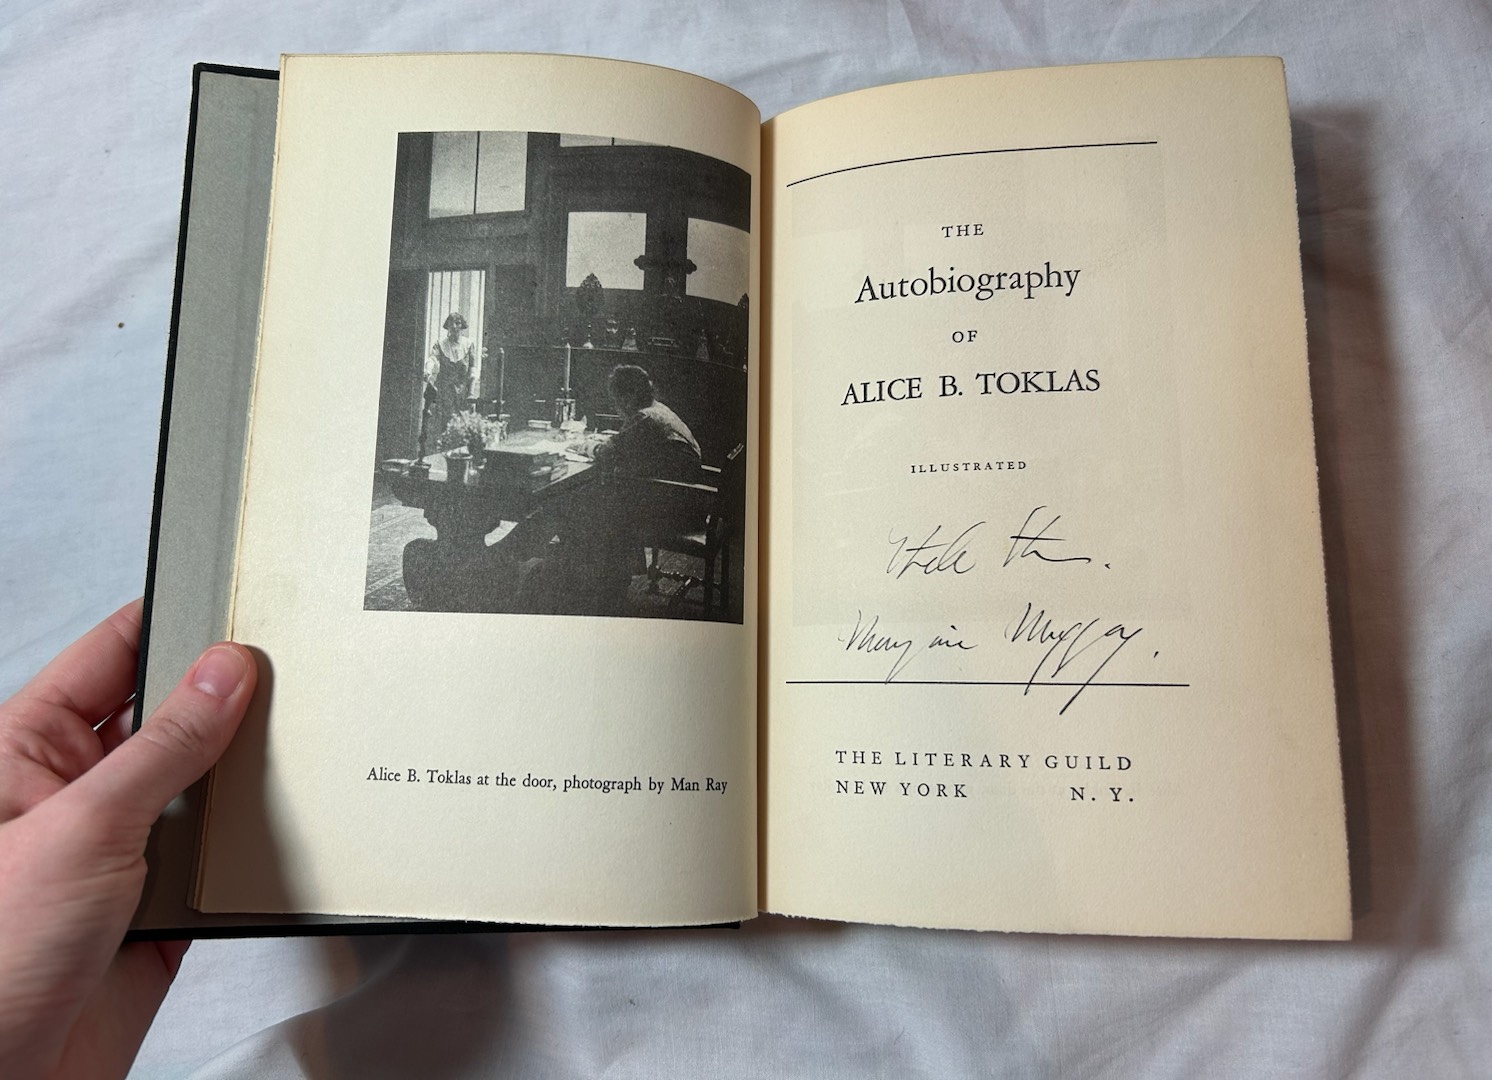 Alice B. Toklas at the door, photograph by Man Ray
THE
Autobiography
OF
ALICE B. TOKLAS
ILLUSTRATED
THE LITERARY GUILD
NEW YORK N. Y.